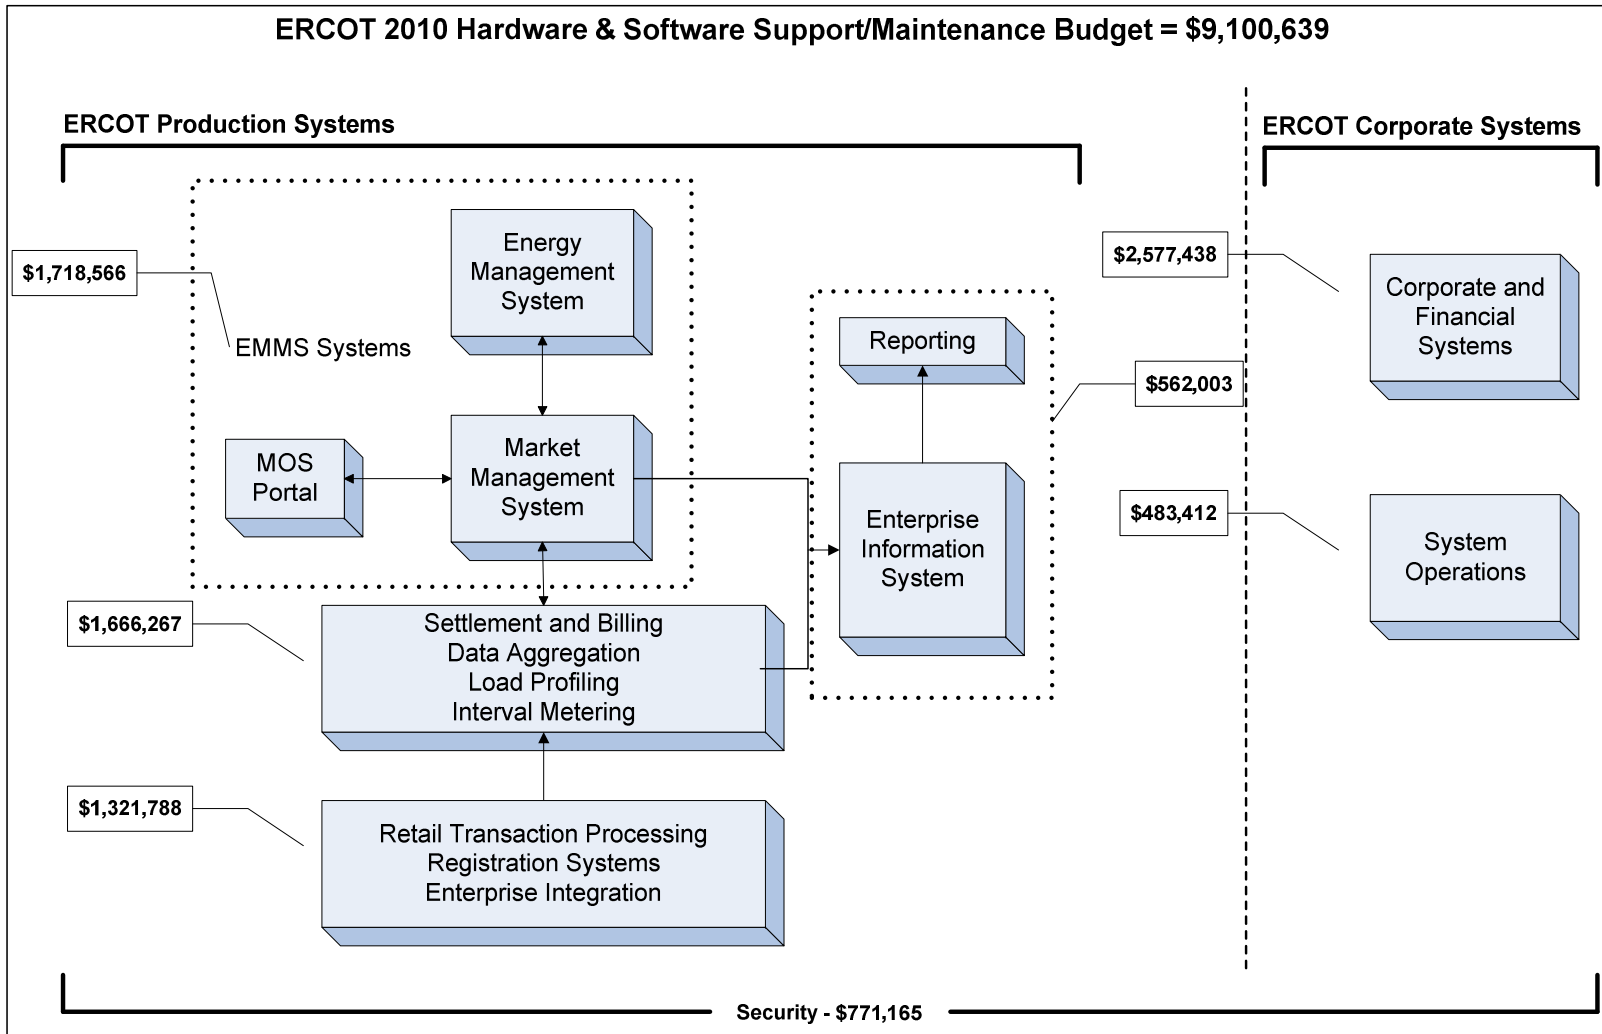 ERCOT 2010 Hardware & Software Support/Maintenance Budget = $9,100,639
ERCOT Production Systems
ERCOT Corporate Systems
$1,718,566
EMMS Systems
Energy
Management
System
MOS
Portal
Market
Management
System
Reporting
Enterprise
Information
System
$562,003
$2,577,438
Corporate and
Financial
Systems
$483,412
System
Operations
$1,666,267
Settlement and Billing
Data Aggregation
Load Profiling
Interval Metering
$1,321,788
Retail Transaction Processing
Registration Systems
Enterprise Integration
Security - $771,165